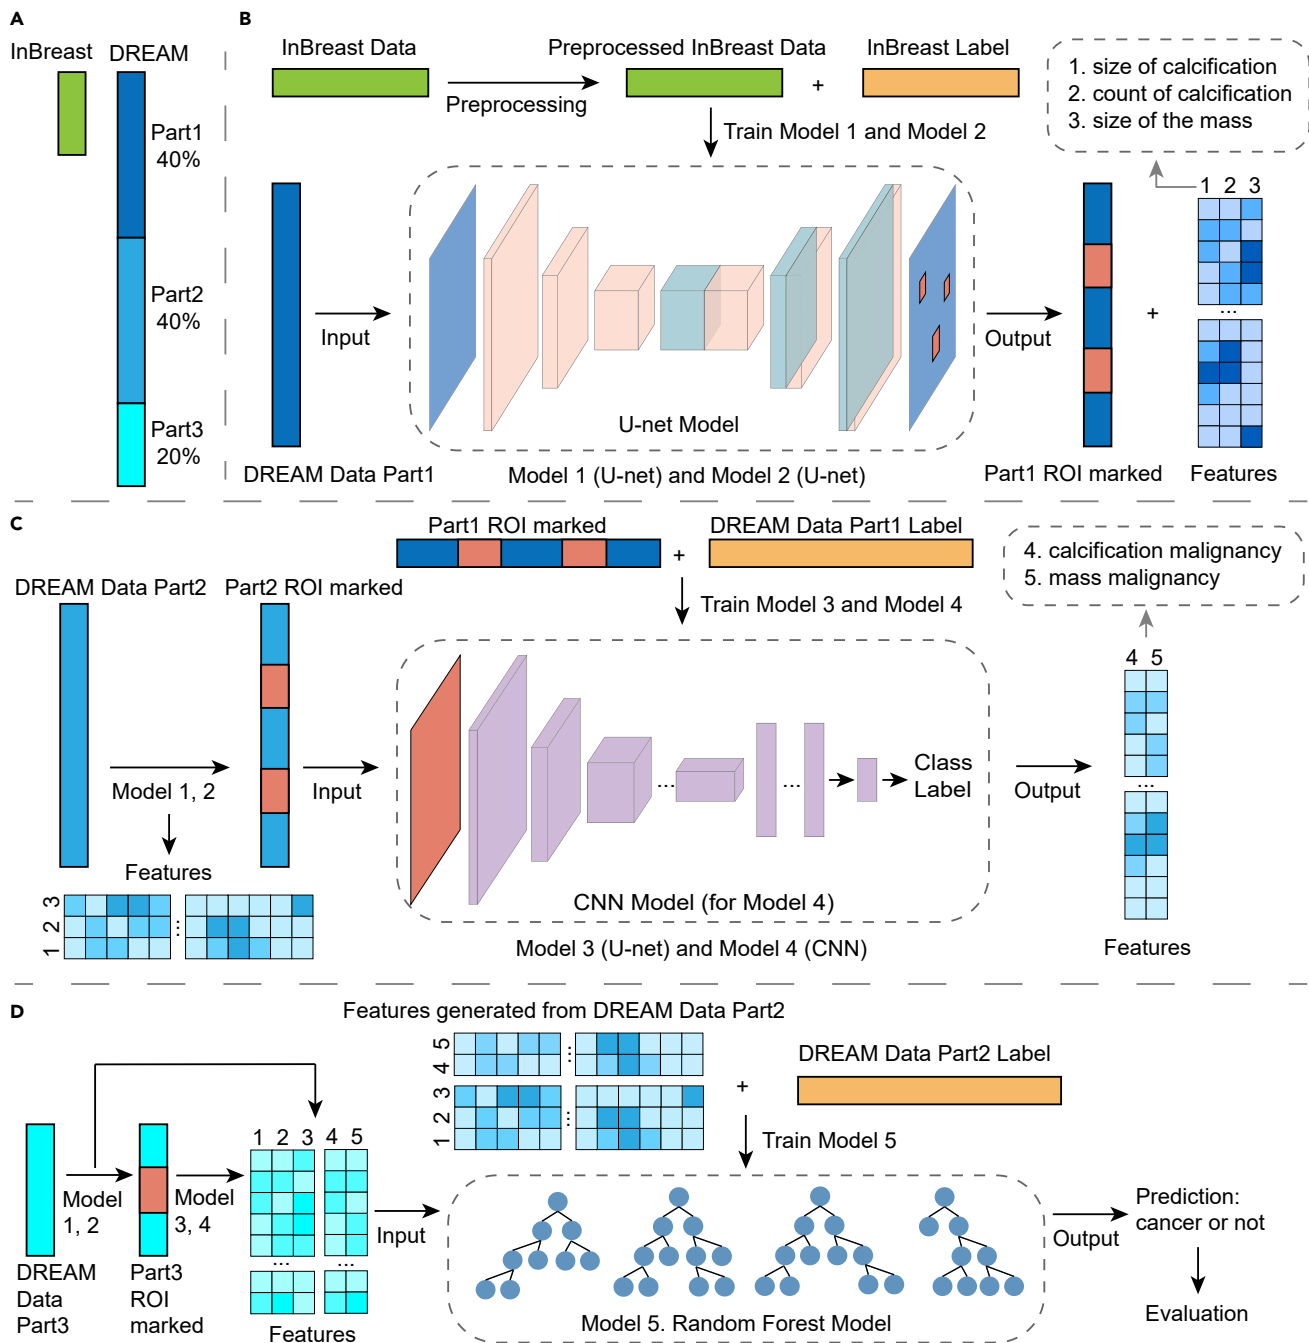 A
InBreast
DREAM
Part1
40%
Part2
40%
Part3
20%
B
InBreast Data
Preprocessing
Preprocessed InBreast Data
+
InBreast Label
Train Model 1 and Model 2
1. size of calcification
2. count of calcification
3. size of the mass
1 2 3
Input
U-net Model
Output
+
...
DREAM Data Part1
Model 1 (U-net) and Model 2 (U-net)
Part1 ROI marked
Features
C
Part1 ROI marked
+
DREAM Data Part1 Label
Train Model 3 and Model 4
4. calcification malignancy
5. mass malignancy
DREAM Data Part2
Part2 ROI marked
4 5
Model 1, 2
Input
...
...
Class
Label
Output
...
Features
3
2
1
...
CNN Model (for Model 4)
Model 3 (U-net) and Model 4 (CNN)
Features
D
Features generated from DREAM Data Part2
5
4
...
3
2
1
...
+
DREAM Data Part2 Label
Train Model 5
1 2 3 4 5
Model
1, 2
Model
3, 4
... ...
Input
Output
Prediction:
cancer or not
Evaluation
DREAM
Data
Part3
Part3
ROI
marked
Features
Model 5. Random Forest Model